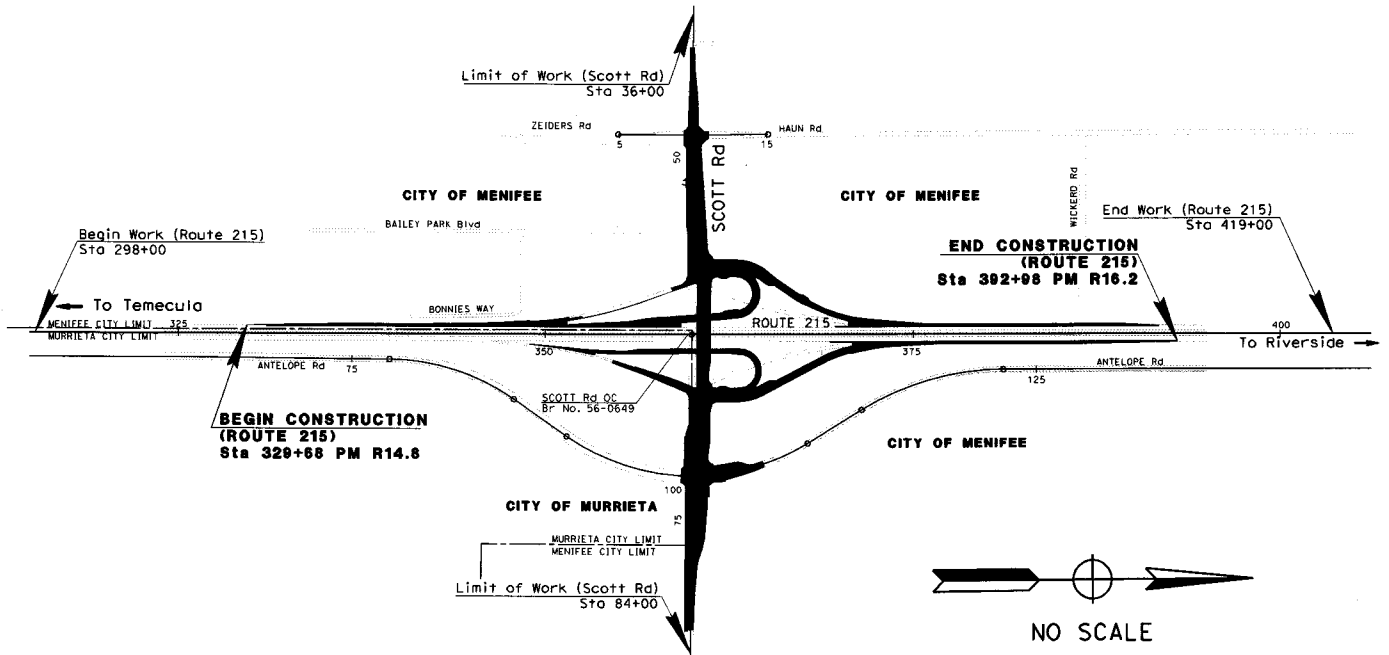 Limit of Work (Scott Rd)
Sta 36+00
ZEIDERS Rd
HAUN Rd
5
15
50
SCOTT Rd
CITY OF MENIFEE
CITY OF MENIFEE
WICKERD Rd
BAILEY PARK Blvd
Begin Work (Route 215)
Sta 298+00
End Work (Route 215)
Sta 419+00
END CONSTRUCTION
(ROUTE 215)
Sta 392+98 PM R16.2
To Temecula
BONNIES WAY
ROUTE 215
MENIFEE CITY LIMIT
325
MURRIETA CITY LIMIT
350
375
400
To Riverside
ANTELOPE Rd
75
ANTELOPE Rd
125
SCOTT Rd OC
Br No. 56-0649
BEGIN CONSTRUCTION
(ROUTE 215)
Sta 329+68 PM R14.8
CITY OF MENIFEE
100
CITY OF MURRIETA
75
MURRIETA CITY LIMIT
MENIFEE CITY LIMIT
Limit of Work (Scott Rd)
Sta 84+00
NO SCALE